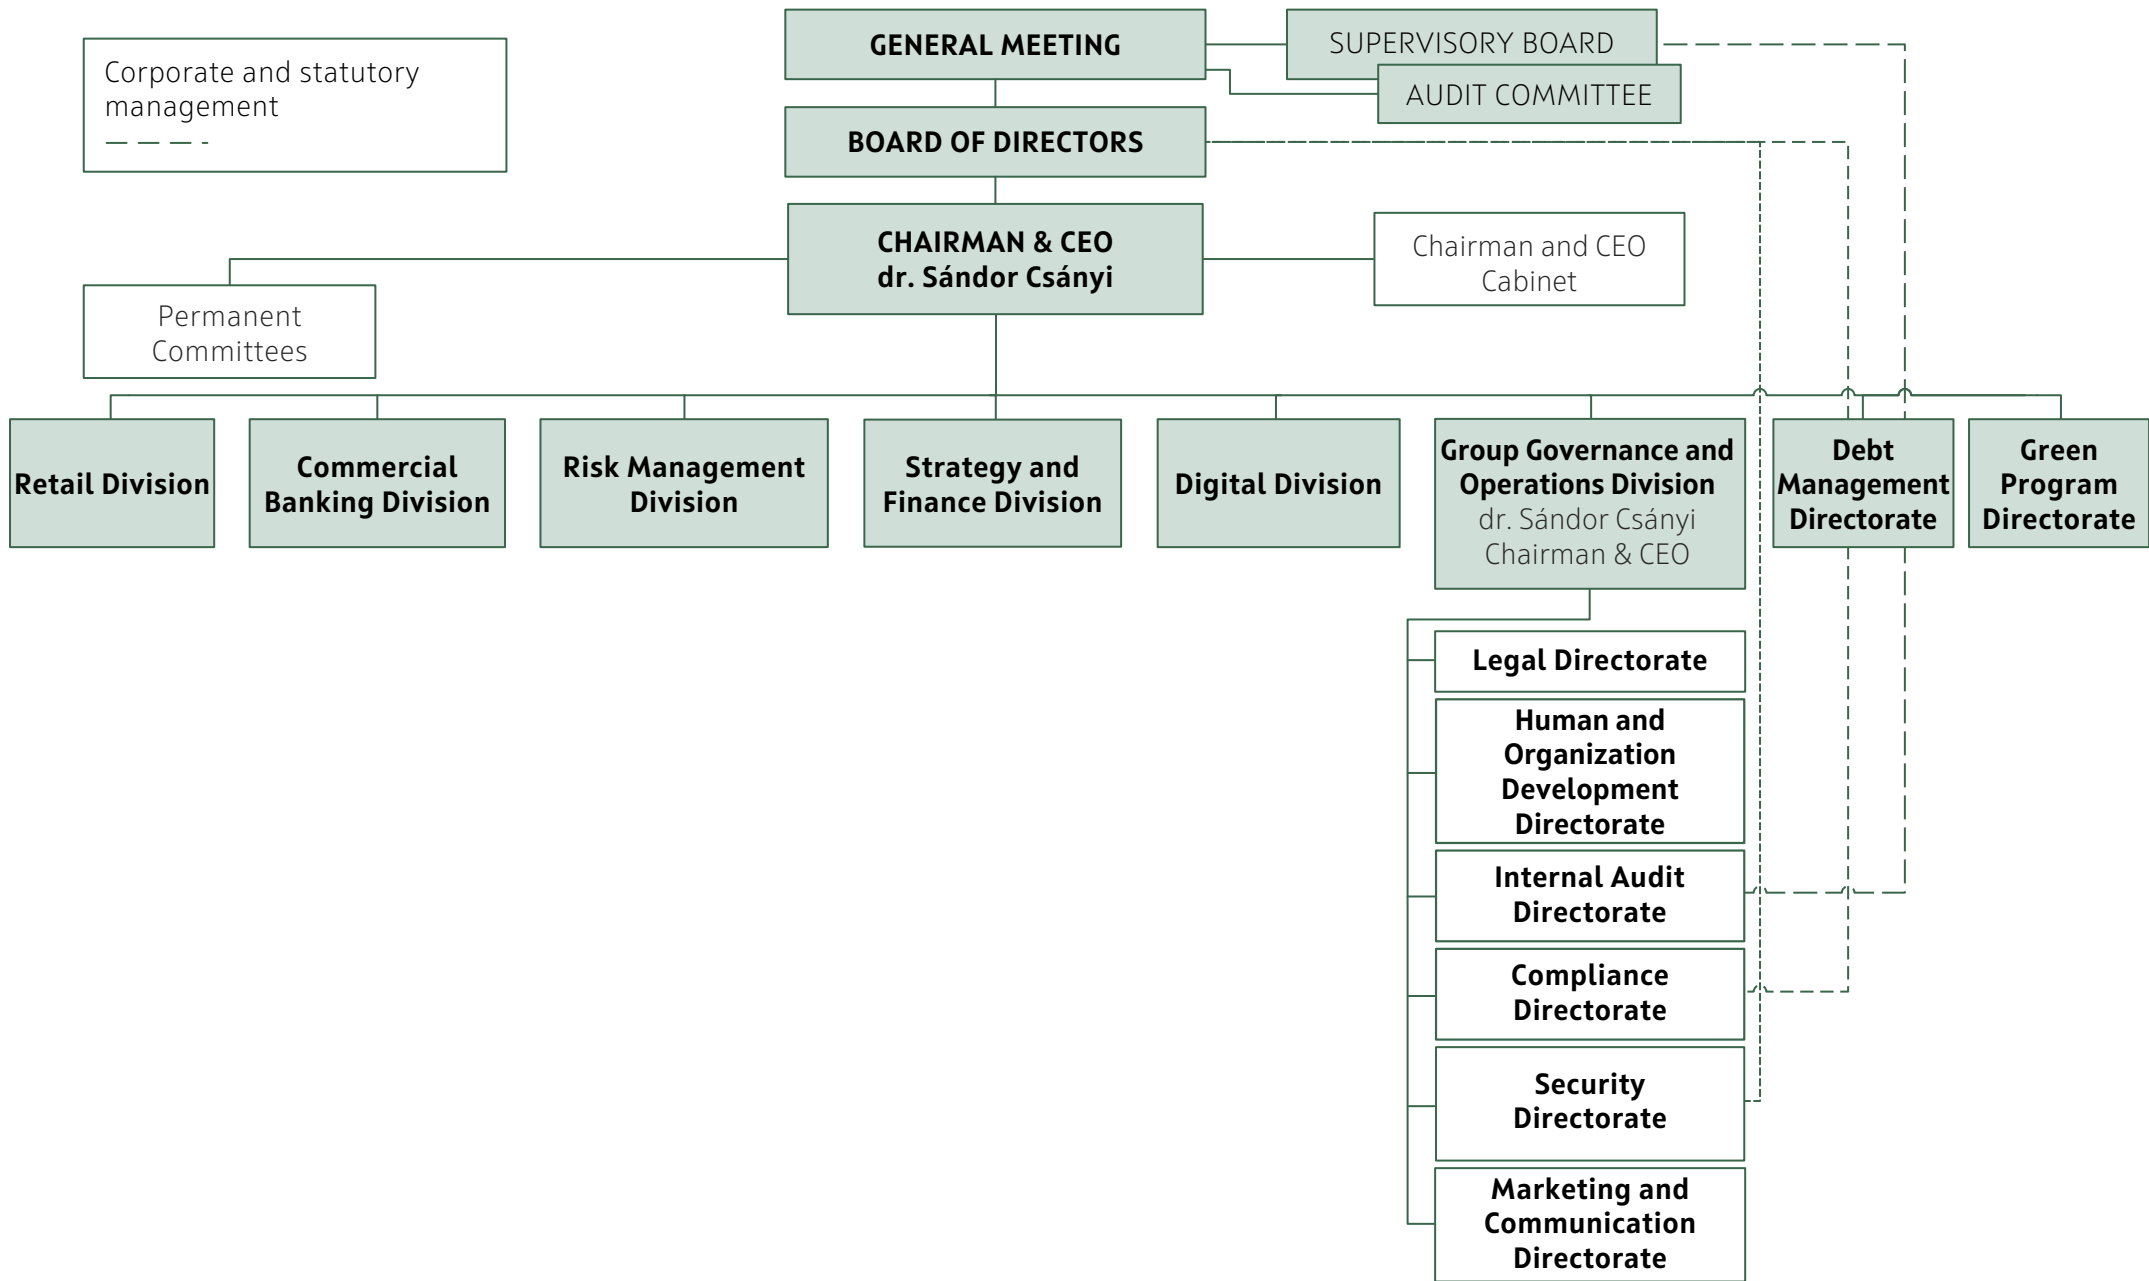 Corporate and statutory
management
GENERAL MEETING
SUPERVISORY BOARD
AUDIT COMMITTEE
BOARD OF DIRECTORS
CHAIRMAN & CEO
dr. Sándor Csányi
Chairman and CEO
Cabinet
Permanent
Committees
Retail Division
Commercial
Banking Division
Risk Management
Division
Strategy and
Finance Division
Digital Division
Group Governance and
Operations Division
dr. Sándor Csányi
Chairman & CEO
Debt
Management
Directorate
Green
Program
Directorate
Legal Directorate
Human and
Organization
Development
Directorate
Internal Audit
Directorate
Compliance
Directorate
Security
Directorate
Marketing and
Communication
Directorate